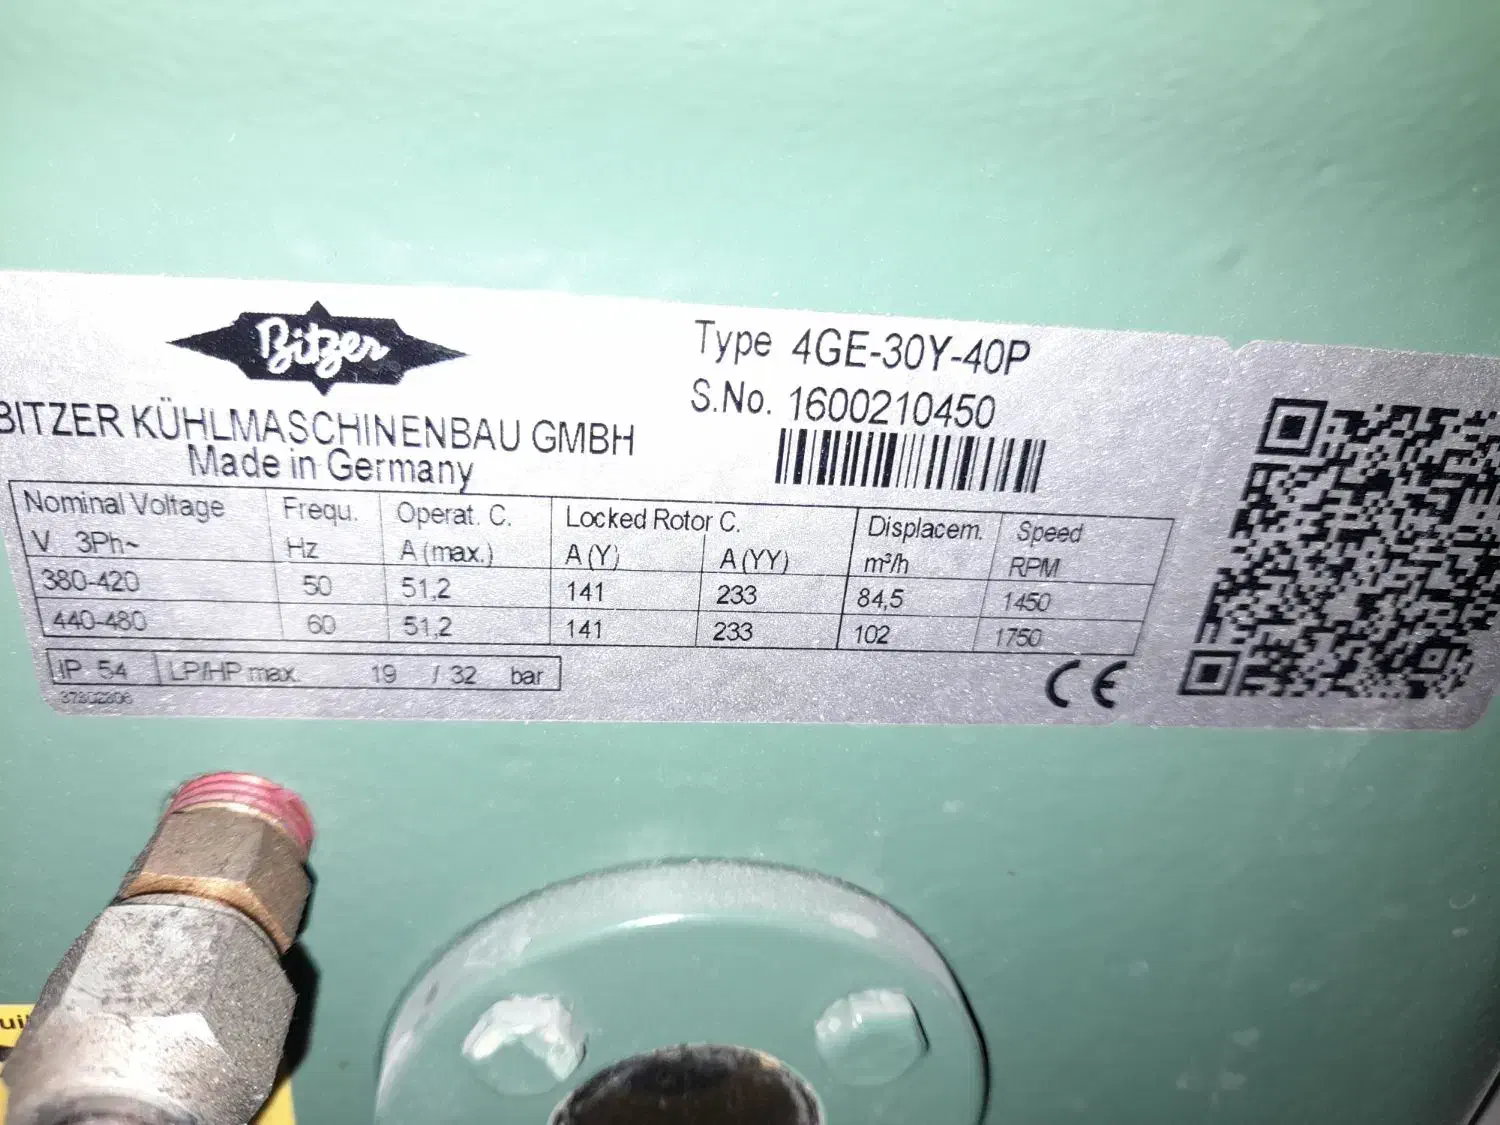 Bitzer
BITZER KÜHLMASCHINENBAU GMBH
Made in Germany
Type 4GE-30Y-40P
S.No. 1600210450
Nominal Voltage Frequ. Operat. C. Locked Rotor C. Displacem. Speed
V 3Ph~ Hz A (max.) A (Y) A (YY) m³/h RPM
380-420 50 51,2 141 233 84,5 1450
440-480 60 51,2 141 233 102 1750
IP 54 LP/HP max. 19 / 32 bar
CE